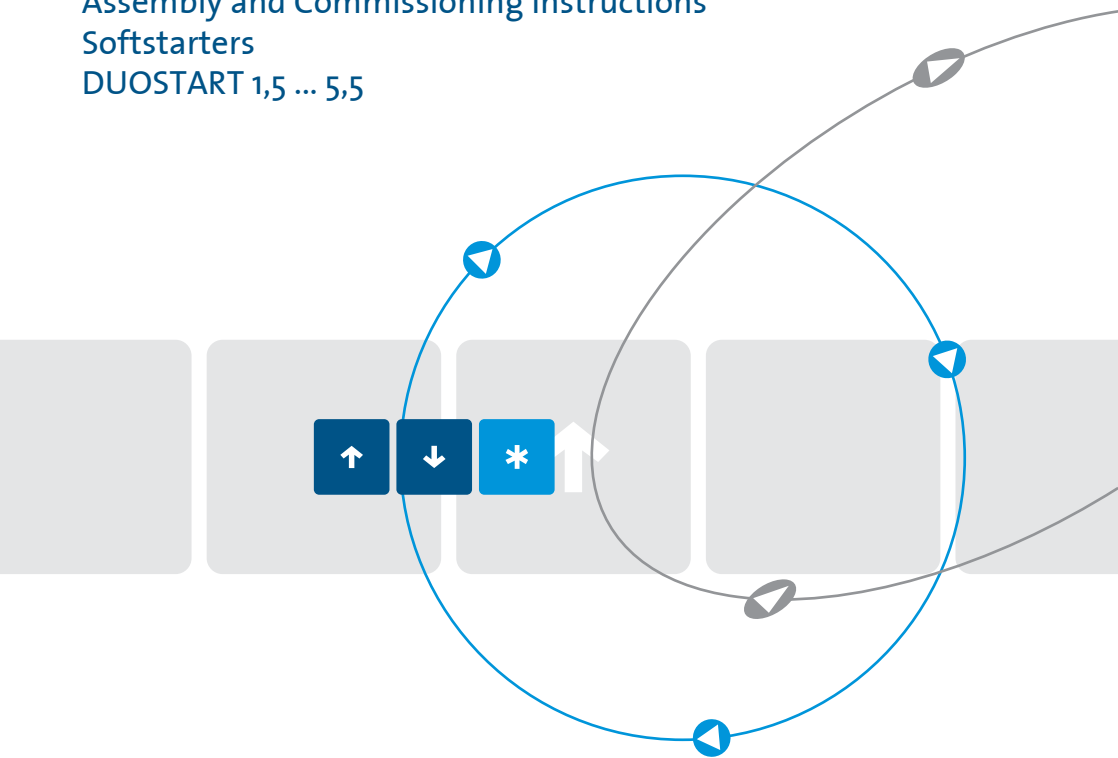 Assembly and Commissioning Instructions
Softstarters
DUOSTART 1,5 ... 5,5